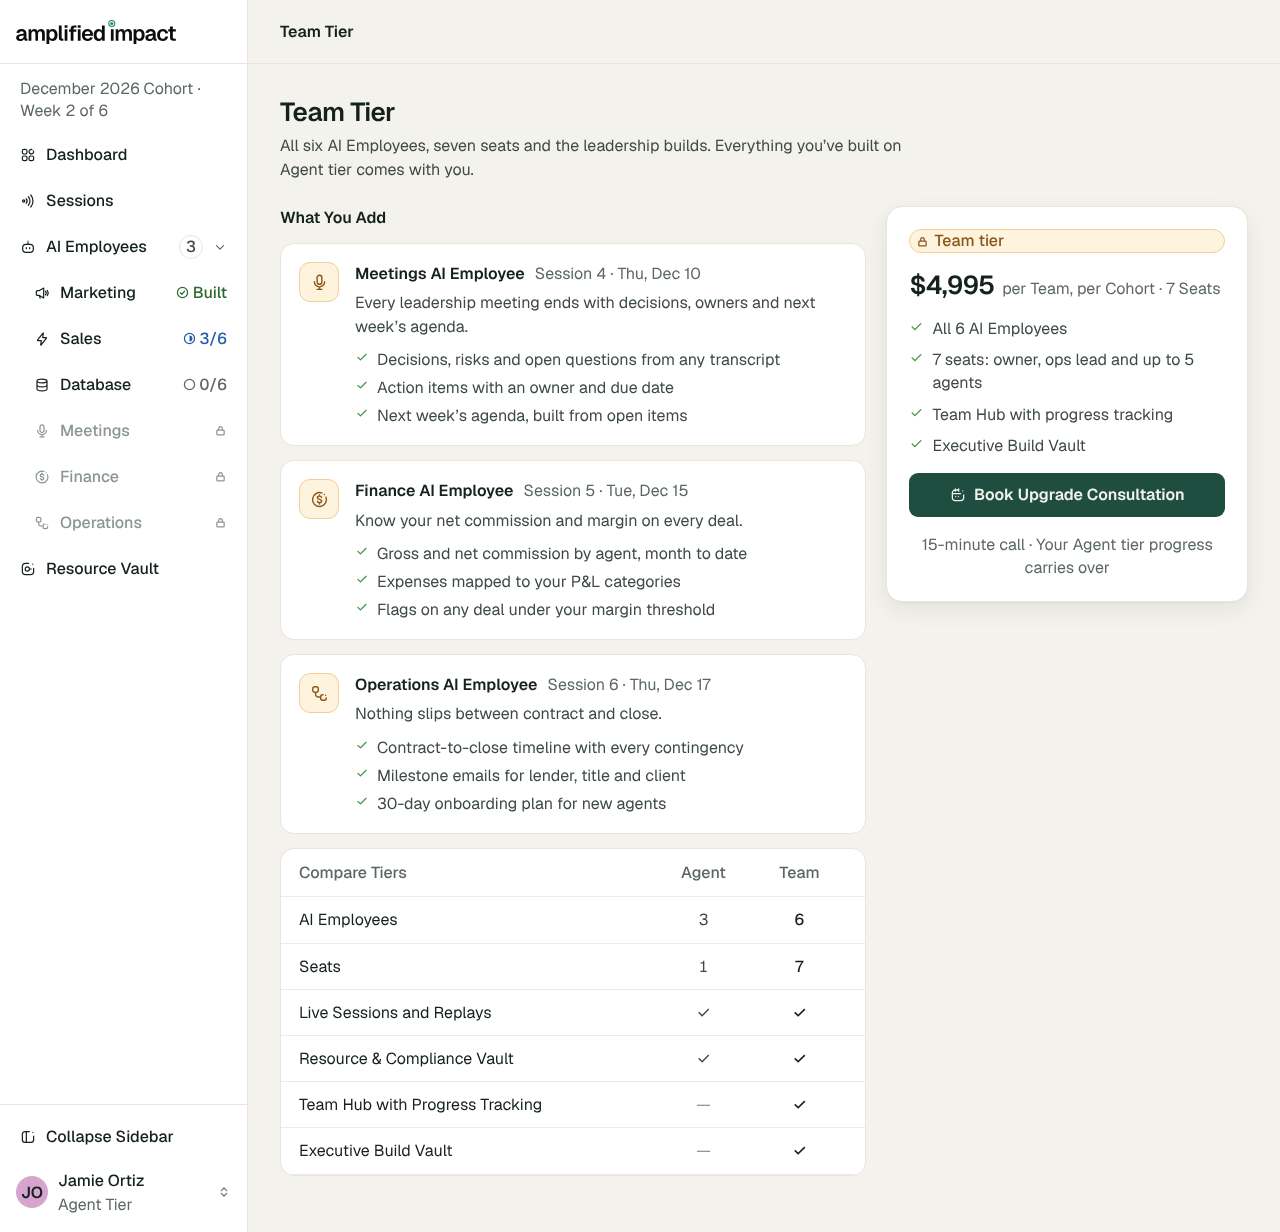 amplified impact
December 2026 Cohort ·
Week 2 of 6
Dashboard
Sessions
AI Employees 3
Marketing Built
Sales 3/6
Database 0/6
Meetings
Finance
Operations
Resource Vault
Collapse Sidebar
JO
Jamie Ortiz
Agent Tier
Team Tier
Team Tier
All six AI Employees, seven seats and the leadership builds. Everything you’ve built on
Agent tier comes with you.
What You Add
Meetings AI Employee Session 4 · Thu, Dec 10
Every leadership meeting ends with decisions, owners and next
week’s agenda.
Decisions, risks and open questions from any transcript
Action items with an owner and due date
Next week’s agenda, built from open items
Finance AI Employee Session 5 · Tue, Dec 15
Know your net commission and margin on every deal.
Gross and net commission by agent, month to date
Expenses mapped to your P&L categories
Flags on any deal under your margin threshold
Operations AI Employee Session 6 · Thu, Dec 17
Nothing slips between contract and close.
Contract-to-close timeline with every contingency
Milestone emails for lender, title and client
30-day onboarding plan for new agents
Compare Tiers Agent Team
AI Employees 3 6
Seats 1 7
Live Sessions and Replays ✓ ✓
Resource & Compliance Vault ✓ ✓
Team Hub with Progress Tracking — ✓
Executive Build Vault — ✓
Team tier
$4,995 per Team, per Cohort · 7 Seats
All 6 AI Employees
7 seats: owner, ops lead and up to 5
agents
Team Hub with progress tracking
Executive Build Vault
Book Upgrade Consultation
15-minute call · Your Agent tier progress
carries over